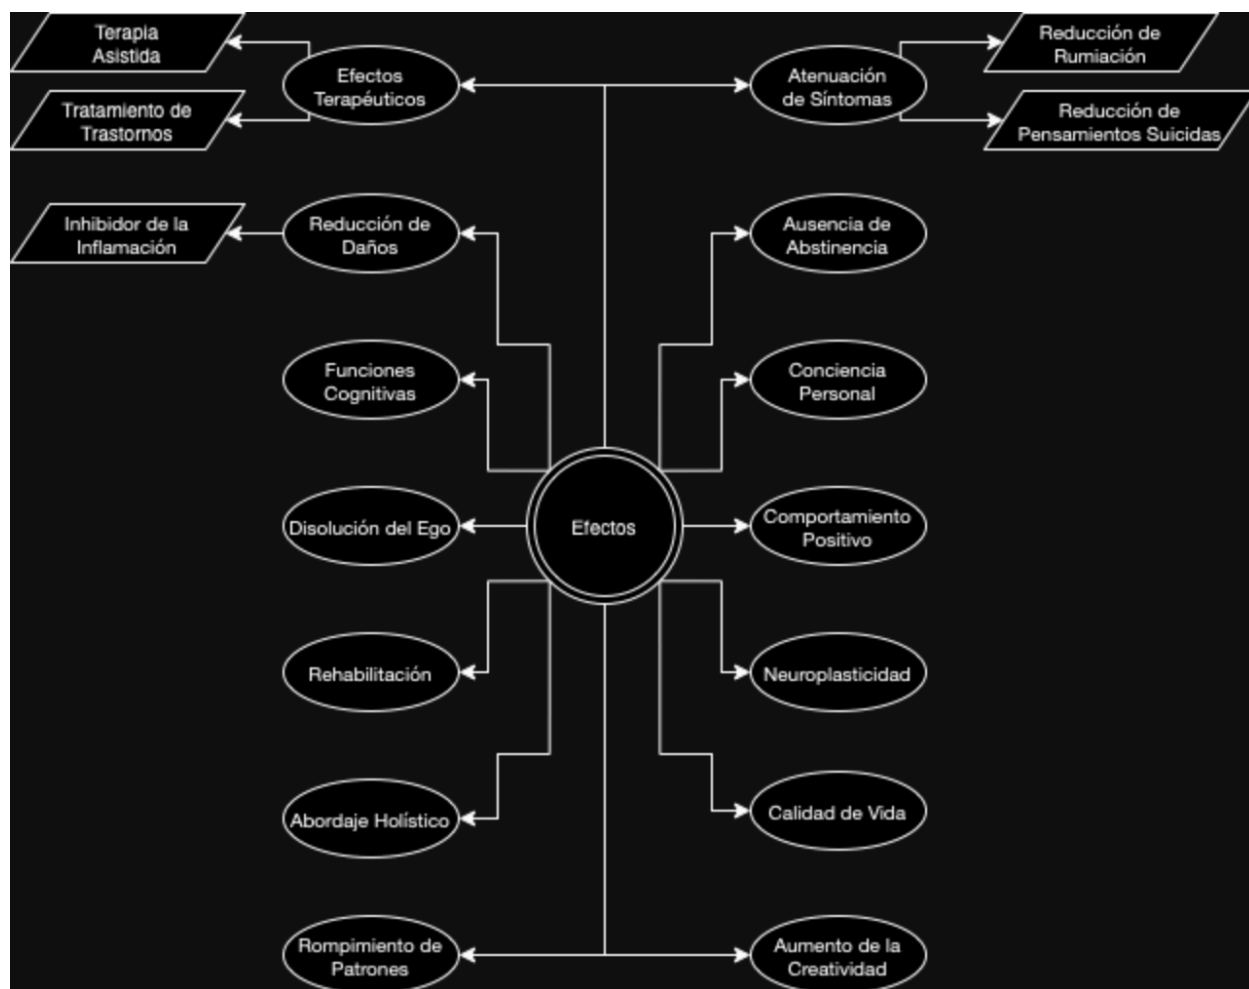 Terapia
Asistida
Efectos
Terapéuticos
Tratamiento de
Trastornos
Atenuación
de Síntomas
Reducción de
Rumiación
Reducción de
Pensamientos Suicidas
Inhibidor de la
Inflamación
Reducción de
Daños
Ausencia de
Abstinencia
Funciones
Cognitivas
Conciencia
Personal
Disolución del Ego
Efectos
Comportamiento
Positivo
Rehabilitación
Neuroplasticidad
Abordaje Holístico
Calidad de Vida
Rompimiento de
Patrones
Aumento de la
Creatividad